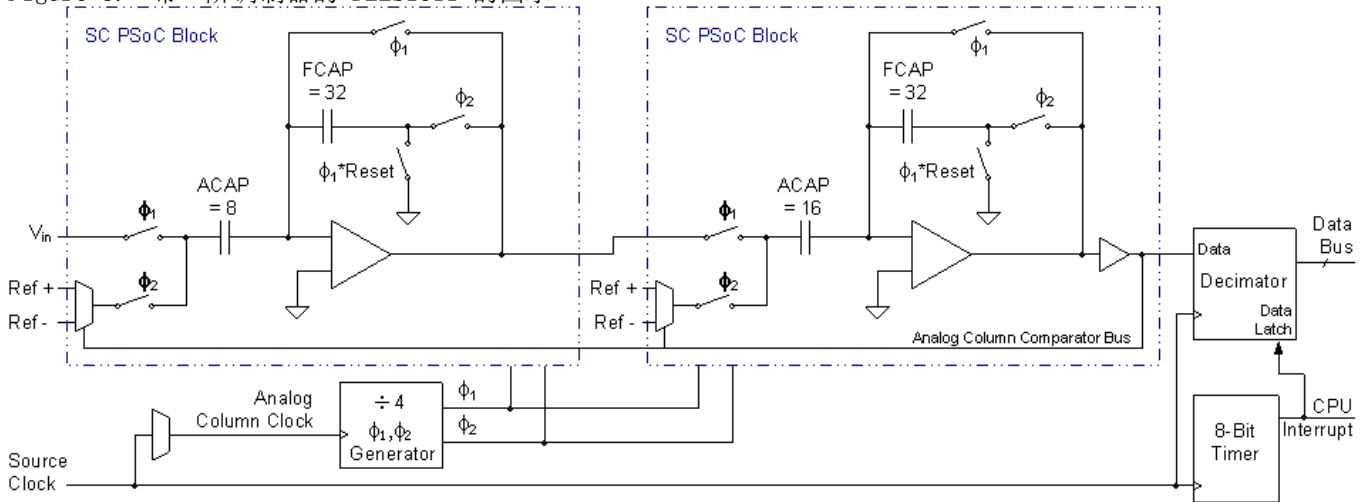 SC PSoC Block
ϕ1
FCAP
= 32
ϕ2
ϕ1*Reset
ACAP
= 8
ϕ1
Vin
ϕ2
Ref +
Ref -
SC PSoC Block
ϕ1
FCAP
= 32
ϕ2
ϕ1*Reset
ACAP
= 16
ϕ1
ϕ2
Ref +
Ref -
Analog Column Comparator Bus
Data
Decimator
Data
Latch
Data
Bus
Analog
Column Clock
÷ 4
ϕ1,ϕ2
Generator
ϕ1
ϕ2
Source
Clock
8-Bit
Timer
CPU
Interrupt